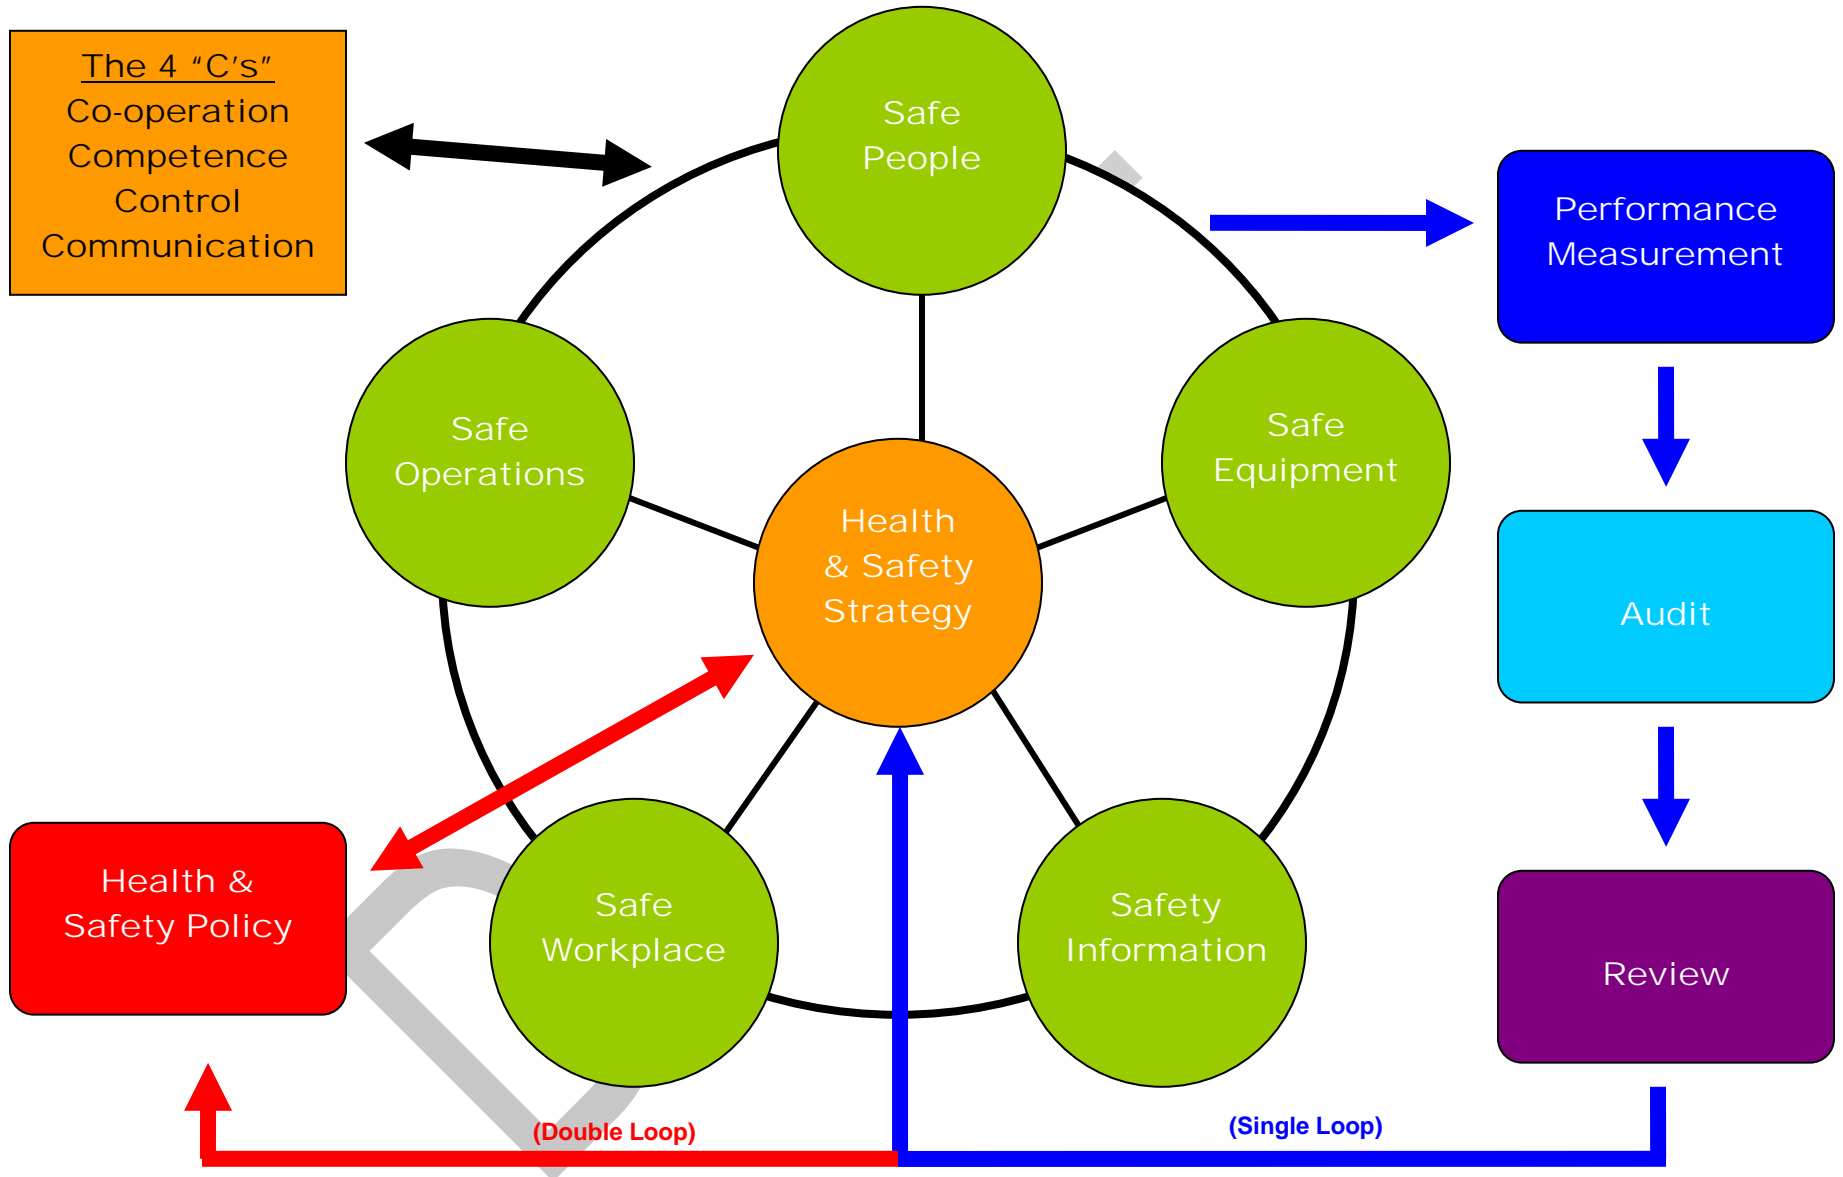 The 4 “C’s”
Co-operation
Competence
Control
Communication
Safe
People
Performance
Measurement
Safe
Operations
Safe
Equipment
Health
& Safety
Strategy
Audit
Health &
Safety Policy
Safe
Workplace
Safety
Information
Review
(Double Loop)
(Single Loop)